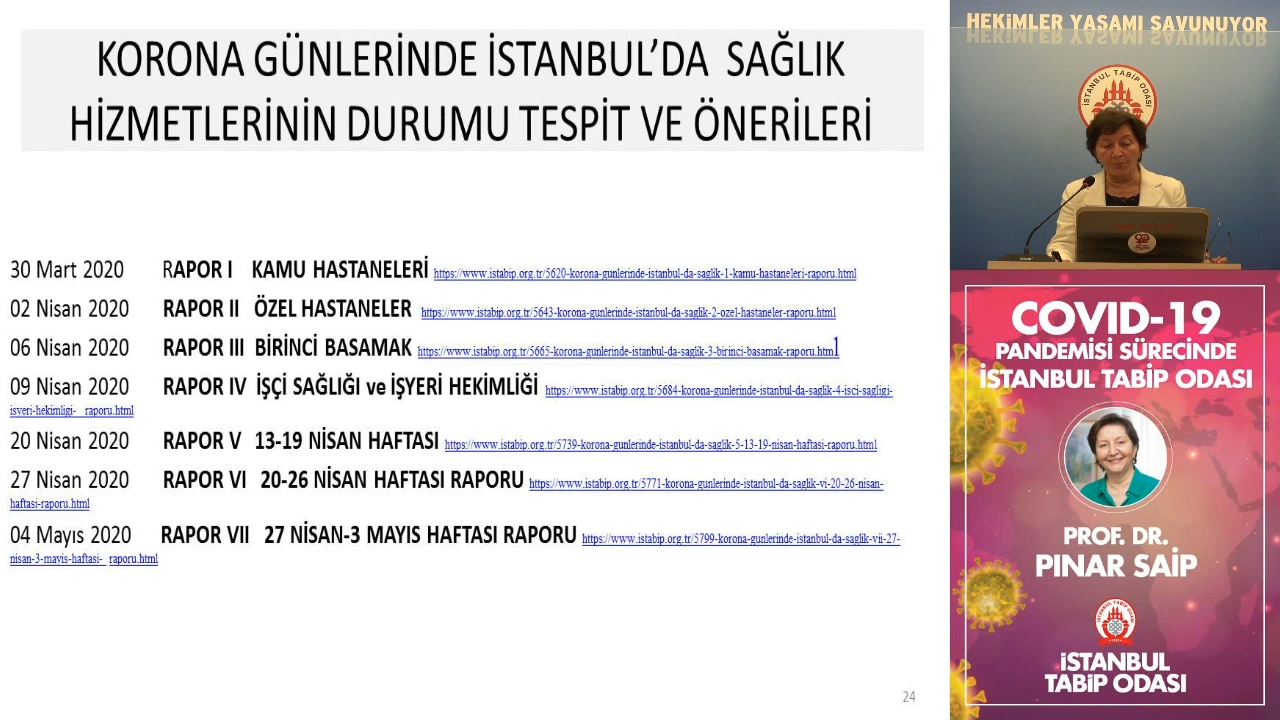 KORONA GÜNLERİNDE İSTANBUL'DA SAĞLIK
HİZMETLERİNİN DURUMU TESPİT VE ÖNERİLERİ
30 Mart 2020 RAPOR I KAMU HASTANELERİ https://www.istabip.org.tr/5620-korona-gunlerinde-istanbul-da-saglik-1-kamu-hastaneleri-raporu.html
02 Nisan 2020 RAPOR II ÖZEL HASTANELER https://www.istabip.org.tr/5643-korona-gunlerinde-istanbul-da-saglik-2-ozel-hastaneler-raporu.html
06 Nisan 2020 RAPOR III BİRİNCİ BASAMAK https://www.istabip.org.tr/5665-korona-gunlerinde-istanbul-da-saglik-3-birinci-basamak-raporu.html
09 Nisan 2020 RAPOR IV İŞÇİ SAĞLIĞI ve İŞYERİ HEKİMLİĞİ https://www.istabip.org.tr/5684-korona-gunlerinde-istanbul-da-saglik-4-isci-sagligi-
isyeri-hekimligi- raporu.html
20 Nisan 2020 RAPOR V 13-19 NİSAN HAFTASI https://www.istabip.org.tr/5739-korona-gunlerinde-istanbul-da-saglik-5-13-19-nisan-haftasi-raporu.html
27 Nisan 2020 RAPOR VI 20-26 NİSAN HAFTASI RAPORU https://www.istabip.org.tr/5771-korona-gunlerinde-istanbul-da-saglik-vi-20-26-nisan-
haftasi-raporu.html
04 Mayıs 2020 RAPOR VII 27 NİSAN-3 MAYIS HAFTASI RAPORU https://www.istabip.org.tr/5799-korona-gunlerinde-istanbul-da-saglik-vii-27-
nisan-3-mayis-haftasi- raporu.html
24
HEKİMLER YAŞAMI SAVUNUYOR
İSTANBUL TABİP ODASI
COVID-19
PANDEMİSİ SÜRECİNDE
İSTANBUL TABİP ODASI
PROF. DR.
PINAR SAİP
İSTANBUL
TABİP ODASI